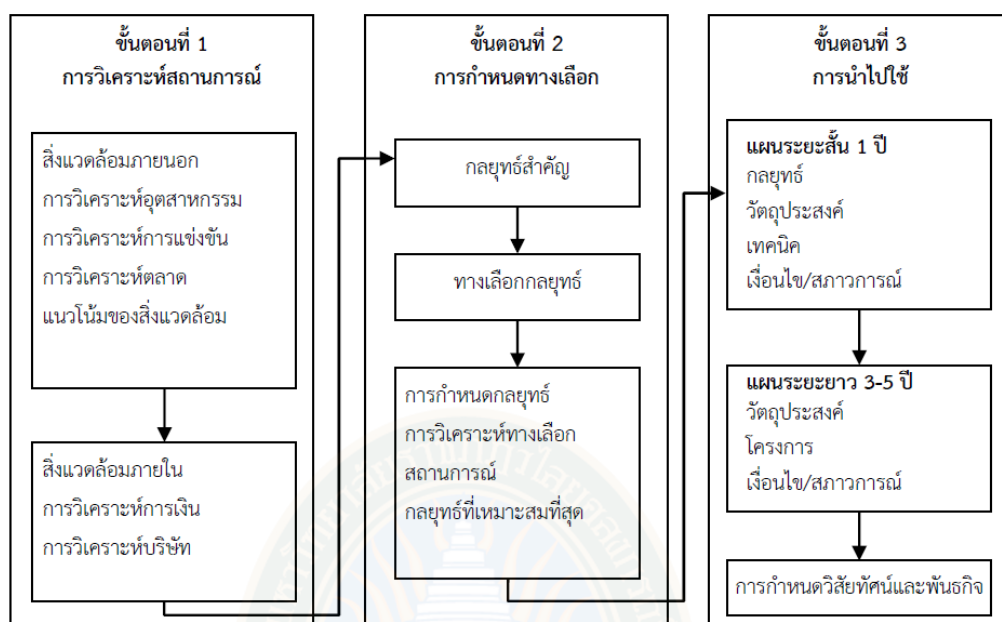 ขั้นตอนที่ 1
การวิเคราะห์สถานการณ์
สิ่งแวดล้อมภายนอก
การวิเคราะห์อุตสาหกรรม
การวิเคราะห์การแข่งขัน
การวิเคราะห์ตลาด
แนวโน้มของสิ่งแวดล้อม
สิ่งแวดล้อมภายใน
การวิเคราะห์การเงิน
การวิเคราะห์บริษัท
ขั้นตอนที่ 2
การกำหนดทางเลือก
กลยุทธ์สำคัญ
ทางเลือกกลยุทธ์
การกำหนดกลยุทธ์
การวิเคราะห์ทางเลือก
สถานการณ์
กลยุทธ์ที่เหมาะสมที่สุด
ขั้นตอนที่ 3
การนำไปใช้
แผนระยะสั้น 1 ปี
กลยุทธ์
วัตถุประสงค์
เทคนิค
เงื่อนไข/สภาวการณ์
แผนระยะยาว 3-5 ปี
วัตถุประสงค์
โครงการ
เงื่อนไข/สภาวการณ์
การกำหนดวิสัยทัศน์และพันธกิจ